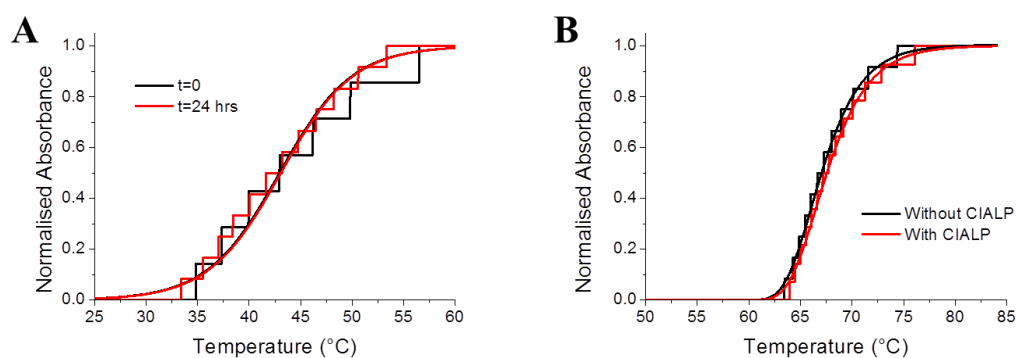 A
Normalised Absorbance
1.0
0.8
0.6
0.4
0.2
0.0
t=0
t=24 hrs
25 30 35 40 45 50 55 60
Temperature (°C)
B
Normalised Absorbance
1.0
0.8
0.6
0.4
0.2
0.0
Without CIALP
With CIALP
50 55 60 65 70 75 80 85
Temperature (°C)